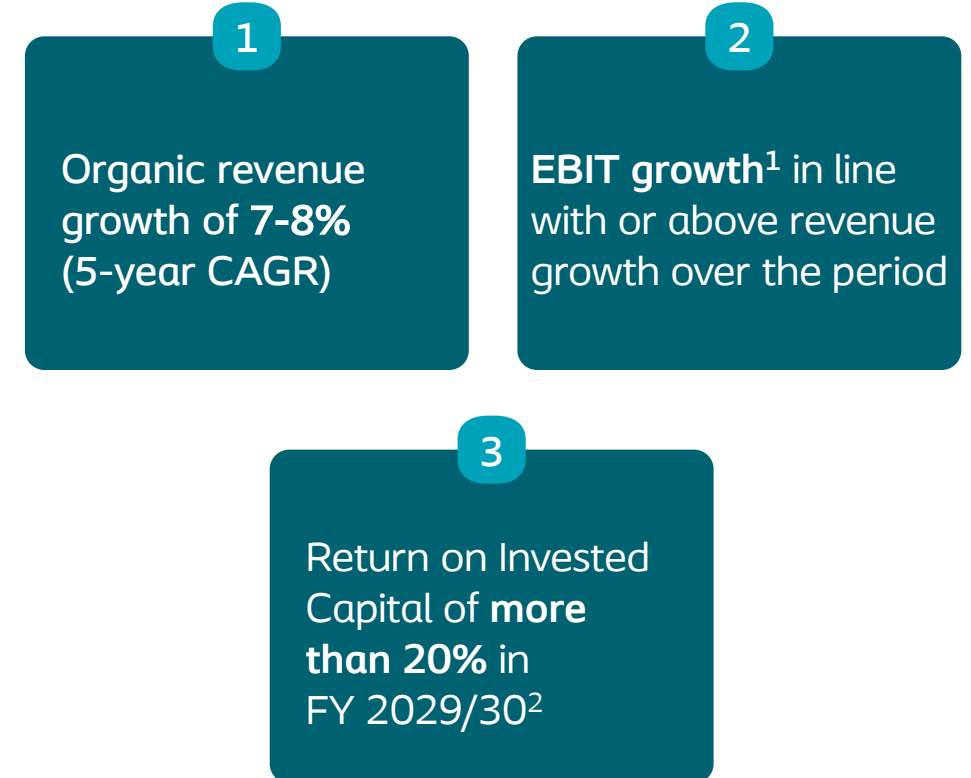 1
Organic revenue
growth of 7-8%
(5-year CAGR)
2
EBIT growth¹ in line
with or above revenue
growth over the period
3
Return on Invested
Capital of more
than 20% in
FY 2029/30²